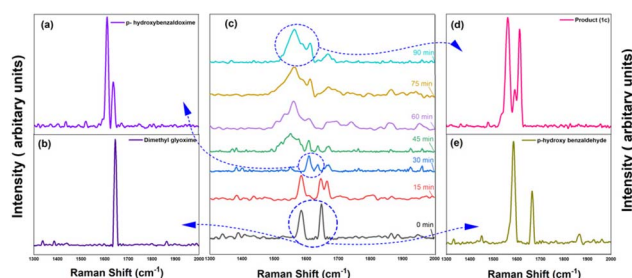 (a)
p- hydroxybenzaldoxime
(b)
Dimethyl glyoxime
1300 1400 1500 1600 1700 1800 1900 2000
Raman Shift (cm-1)
Intensity ( arbitary units)
(c)
90 min
75 min
60 min
45 min
30 min
15 min
0 min
1300 1400 1500 1600 1700 1800 1900 2000
Raman Shift (cm-1)
(d)
Product (1c)
(e)
p-hydroxy benzaldehyde
1300 1400 1500 1600 1700 1800 1900 2000
Raman Shift (cm-1)
Intensity ( arbitary units)